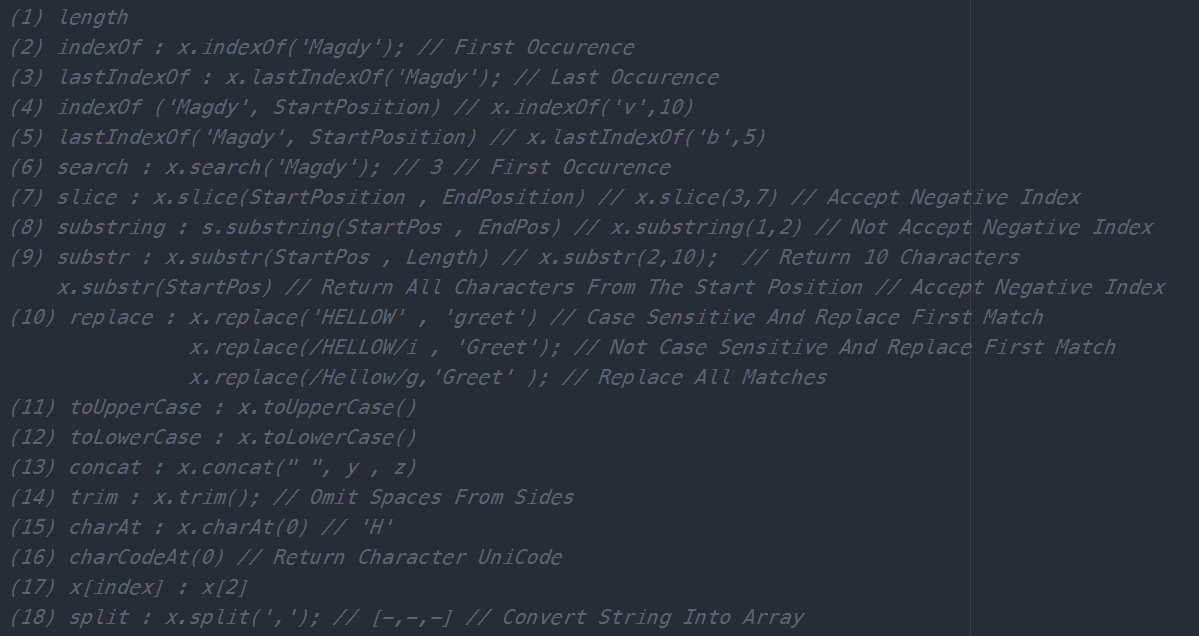 (1) length
(2) indexOf : x.indexOf('Magdy'); // First Occurence
(3) lastIndexOf : x.lastIndexOf('Magdy'); // Last Occurence
(4) indexOf ('Magdy', StartPosition) // x.indexOf('v',10)
(5) lastIndexOf('Magdy', StartPosition) // x.lastIndexOf('b',5)
(6) search : x.search('Magdy'); // 3 // First Occurence
(7) slice : x.slice(StartPosition , EndPosition) // x.slice(3,7) // Accept Negative Index
(8) substring : s.substring(StartPos , EndPos) // x.substring(1,2) // Not Accept Negative Index
(9) substr : x.substr(StartPos , Length) // x.substr(2,10);  // Return 10 Characters
x.substr(StartPos) // Return All Characters From The Start Position // Accept Negative Index
(10) replace : x.replace('HELLOW' , 'greet') // Case Sensitive And Replace First Match
x.replace(/HELLOW/i , 'Greet'); // Not Case Sensitive And Replace First Match
x.replace(/Hellow/g,'Greet' ); // Replace All Matches
(11) toUpperCase : x.toUpperCase()
(12) toLowerCase : x.toLowerCase()
(13) concat : x.concat(" ", y , z)
(14) trim : x.trim(); // Omit Spaces From Sides
(15) charAt : x.charAt(0) // 'H'
(16) charCodeAt(0) // Return Character UniCode
(17) x[index] : x[2]
(18) split : x.split(','); // [-,-,-] // Convert String Into Array